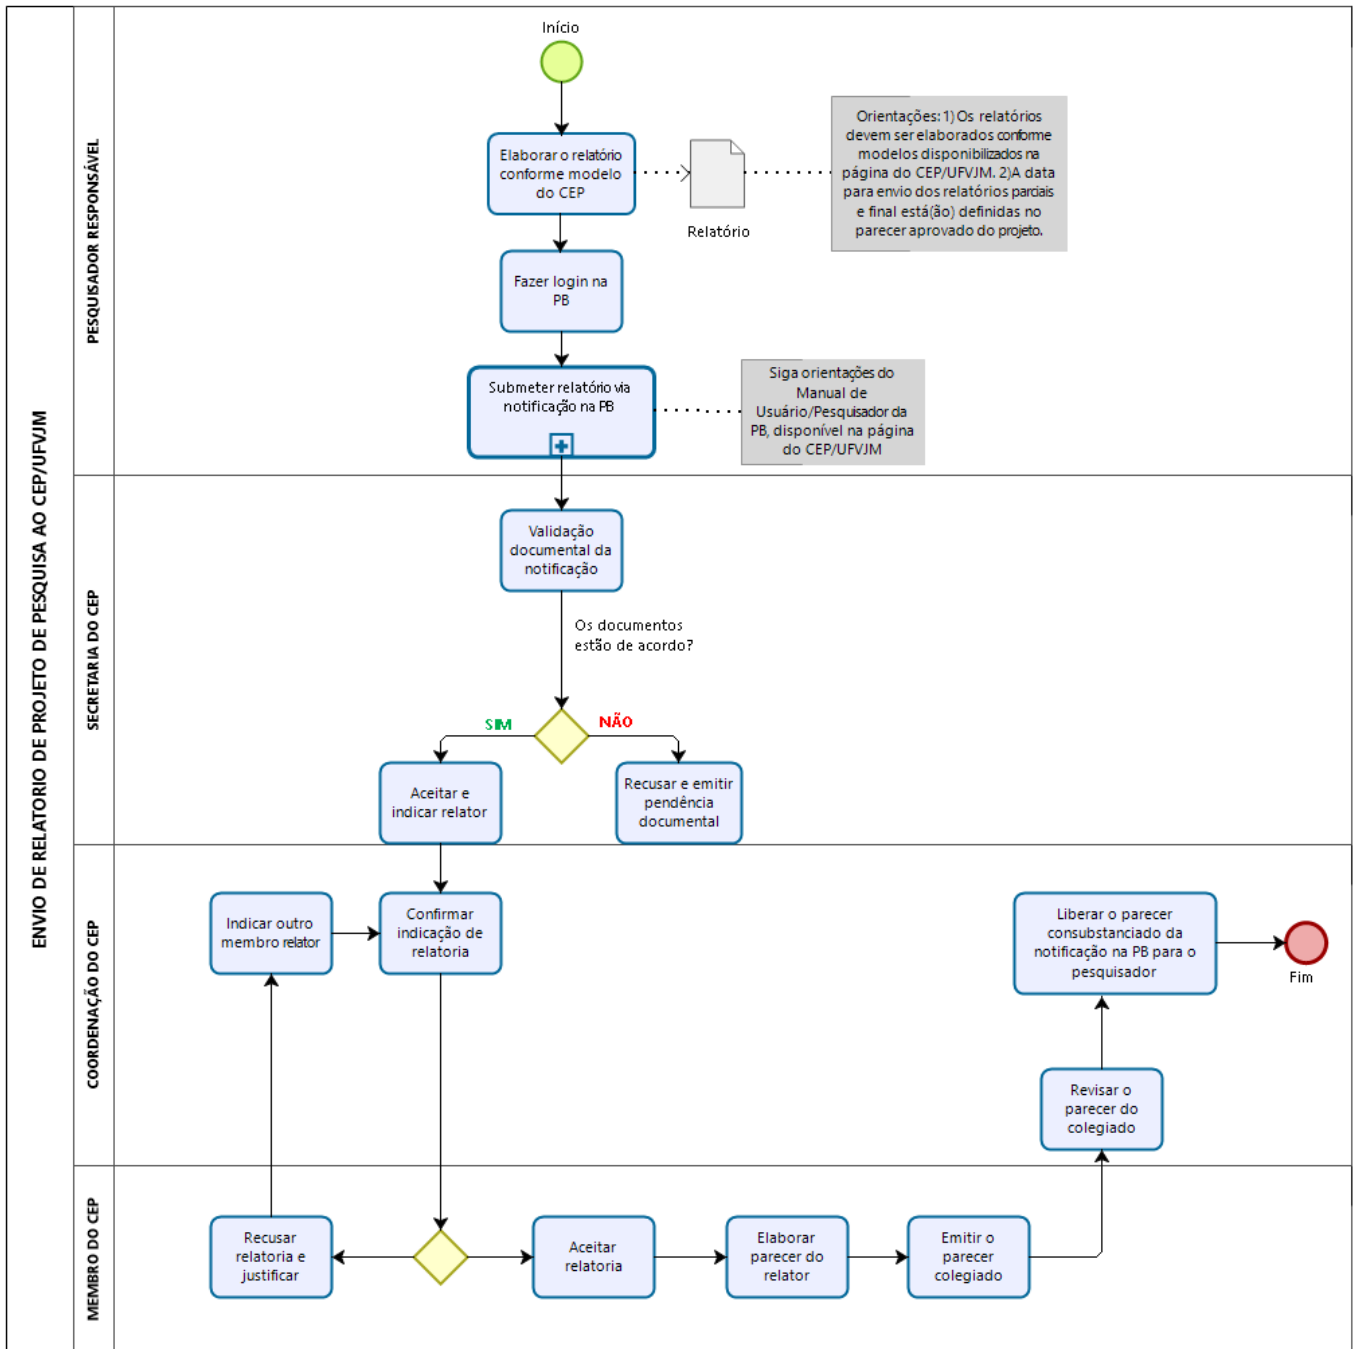 ENVIO DE RELATORIO DE PROJETO DE PESQUISA AO CEP/UFVJM
PESQUISADOR RESPONSÁVEL
Início
Elaborar o relatório
conforme modelo
do CEP
Relatório
Orientações: 1) Os relatórios
devem ser elaborados conforme
modelos disponibilizados na
página do CEP/UFVJM. 2)A data
para envio dos relatórios parciais
e final está(ão) definidas no
parecer aprovado do projeto.
Fazer login na
PB
Submeter relatório via
notificação na PB
Siga orientações do
Manual de
Usuário/Pesquisador da
PB, disponível na página
do CEP/UFVJM
SECRETARIA DO CEP
Validação
documental da
notificação
Os documentos
estão de acordo?
SIM
NÃO
Aceitar e
indicar relator
Recusar e emitir
pendência
documental
COORDENAÇÃO DO CEP
Indicar outro
membro relator
Confirmar
indicação de
relatoria
Liberar o parecer
consubstanciado da
notificação na PB para o
pesquisador
Fim
Revisar o
parecer do
colegiado
MEMBRO DO CEP
Recusar
relatoria e
justificar
Aceitar
relatoria
Elaborar
parecer do
relator
Emitir o
parecer
colegiado